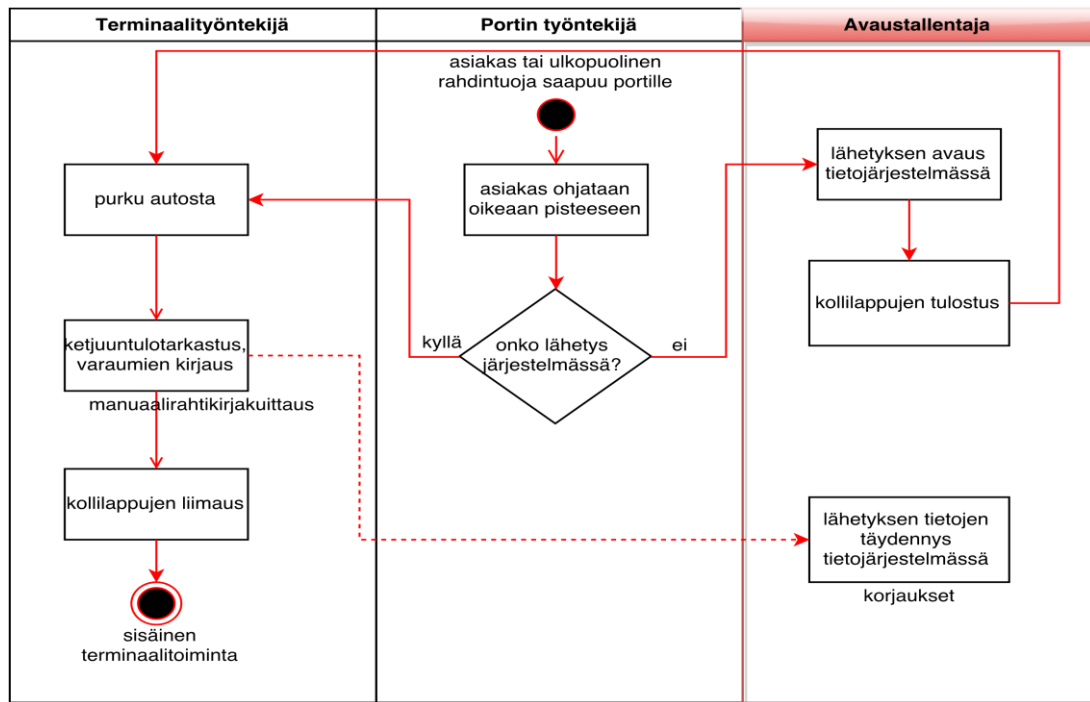 Terminaalityöntekijä
Portin työntekijä
Avaustallentaja
asiakas tai ulkopuolinen
rahdintuoja saapuu portille
asiakas ohjataan
oikeaan pisteeseen
onko lähetys
järjestelmässä?
kyllä
ei
lähetyksen avaus
tietojärjestelmässä
kollilappujen tulostus
purku autosta
ketjuuntulotarkastus,
varaumien kirjaus
manuaalirahtikirjakuittaus
kollilappujen liimaus
sisäinen
terminaalitoiminta
lähetyksen tietojen
täydennys
tietojärjestelmässä
korjaukset